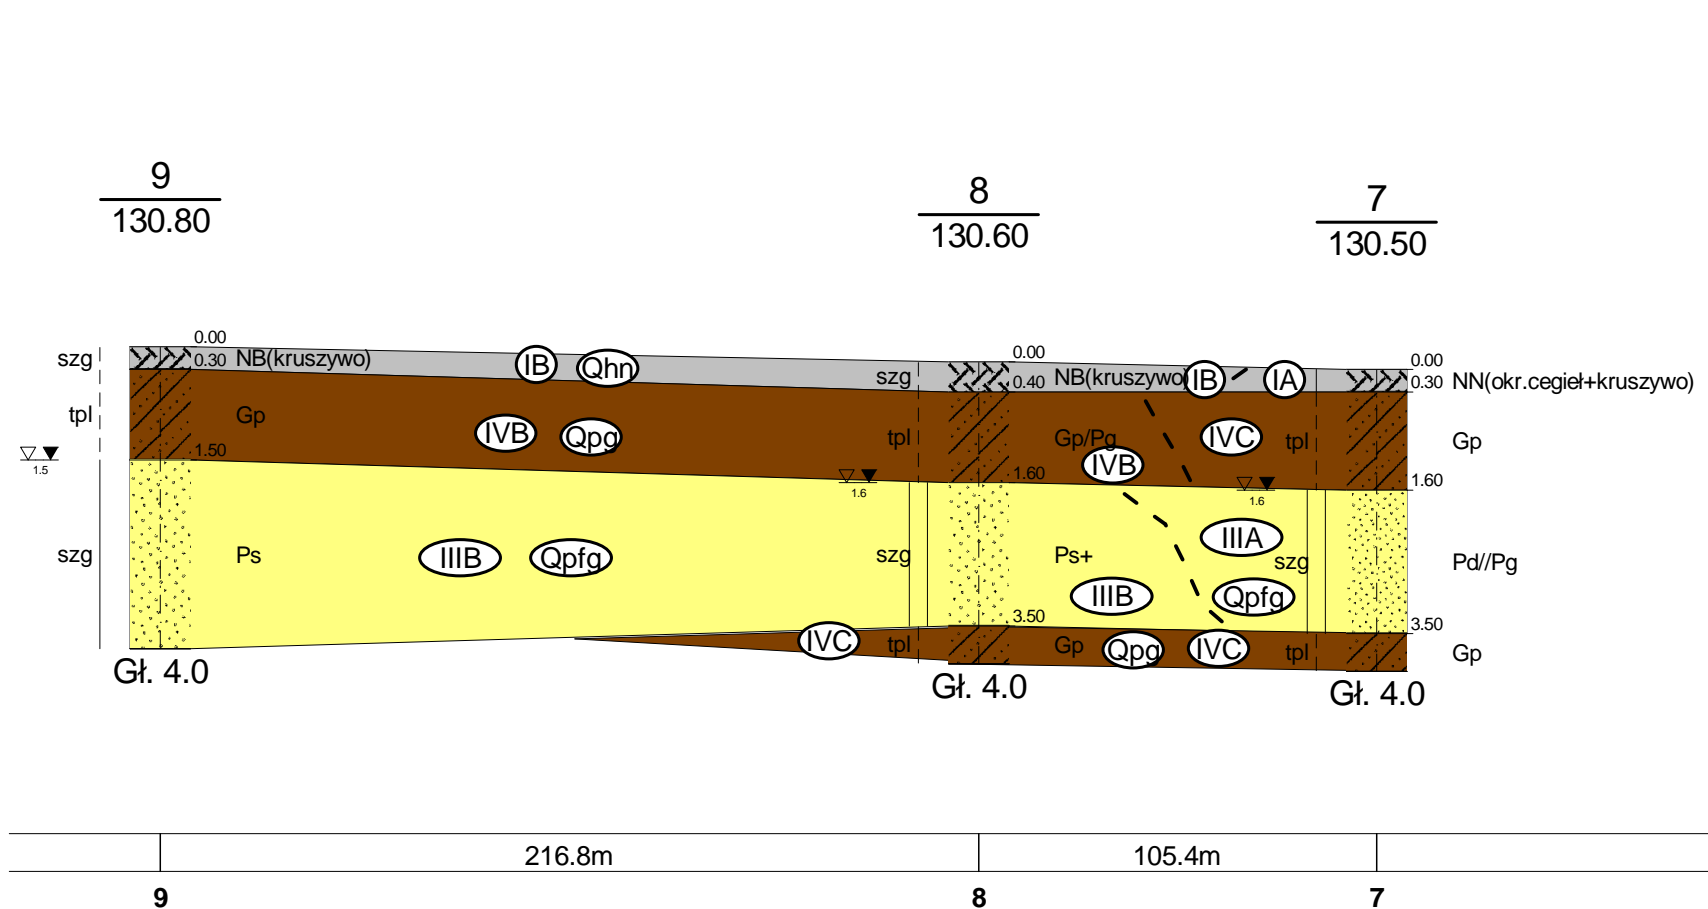 9
130.80
8
130.60
7
130.50
szg 0.00
0.30 NB(kruszywo) IB Qhn szg
0.00
0.40 NB(kruszywo) IB IA
0.00
0.30 NN(okr.cegieł+kruszywo)
tpl Gp IVB Qpg tpl Gp/Pg IVB IVC tpl Gp
1.5
1.50
1.6
1.60
1.6
1.60
szg Ps IIIB Qpfg szg Ps+ IIIB IIIA Qpfg szg Pd//Pg
3.50
3.50
IVC tpl Gp Qpg IVC tpl Gp
Gł. 4.0
Gł. 4.0
Gł. 4.0
216.8m 105.4m
9 8 7